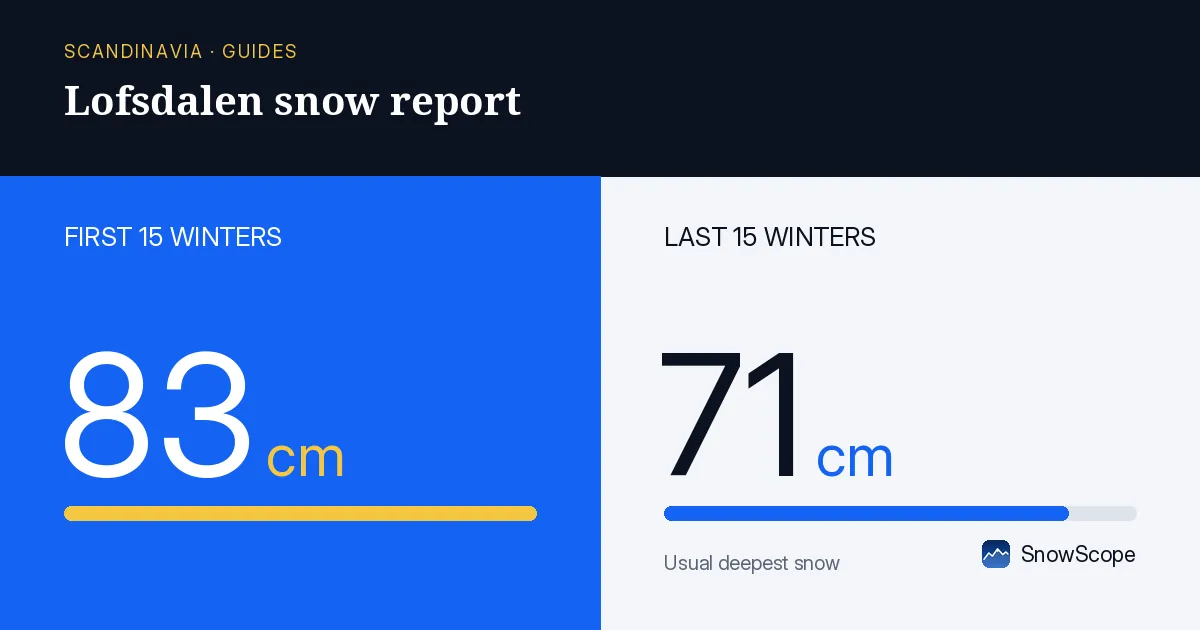 SCANDINAVIA · GUIDES
Lofsdalen snow report
FIRST 15 WINTERS
83 cm
LAST 15 WINTERS
71 cm
Usual deepest snow
SnowScope